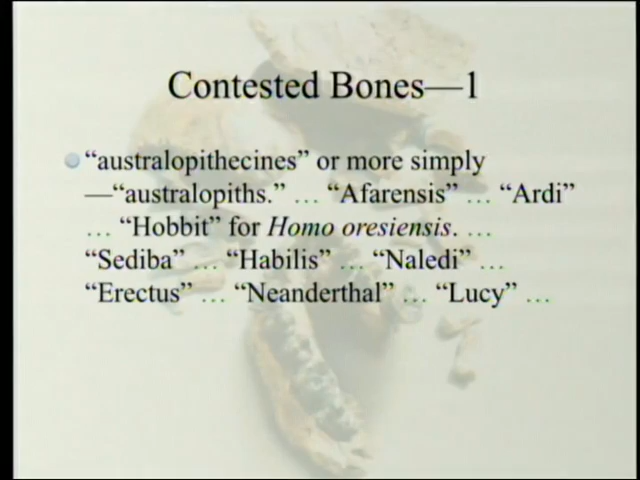 Contested Bones—1
“australopithecines” or more simply
—“australopiths.” … “Afarensis” … “Ardi”
… “Hobbit” for Homo oresiensis. …
“Sediba” … “Habilis” … “Naledi” …
“Erectus” … “Neanderthal” … “Lucy” …